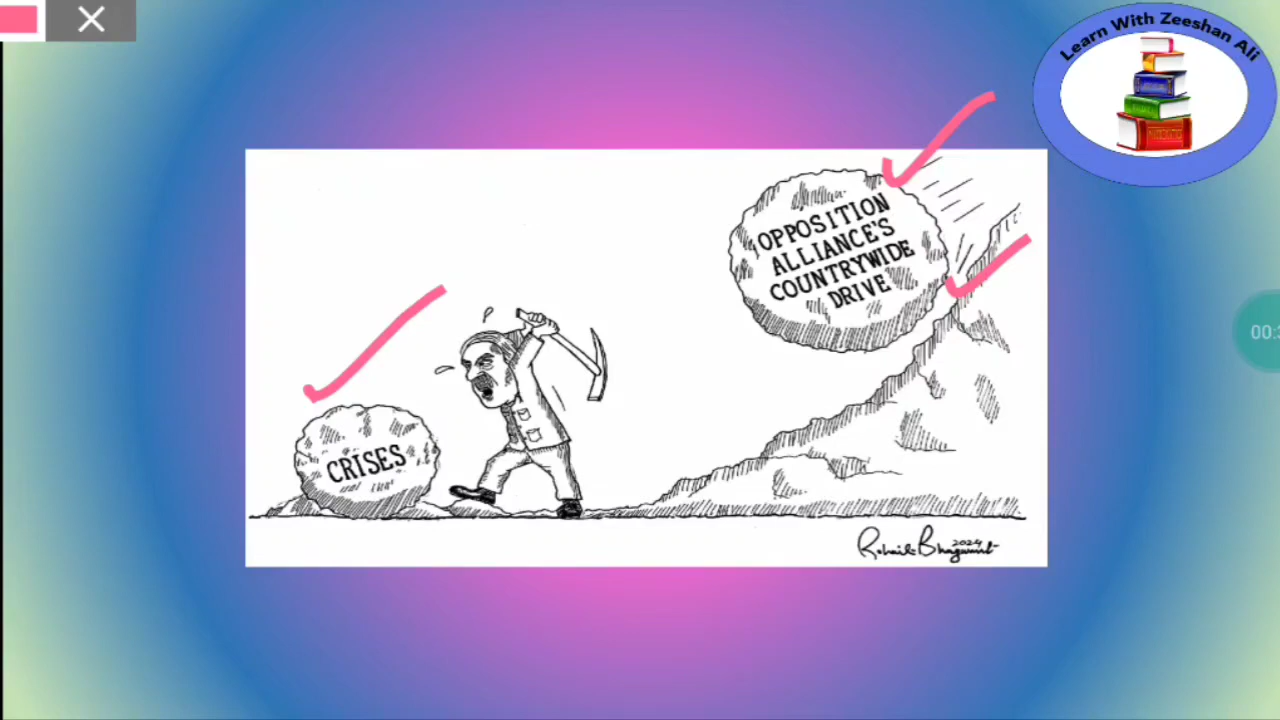 Learn With Zeeshan Ali
OPPOSITION
ALLIANCE'S
COUNTRYWIDE
DRIVE
CRISES
2024